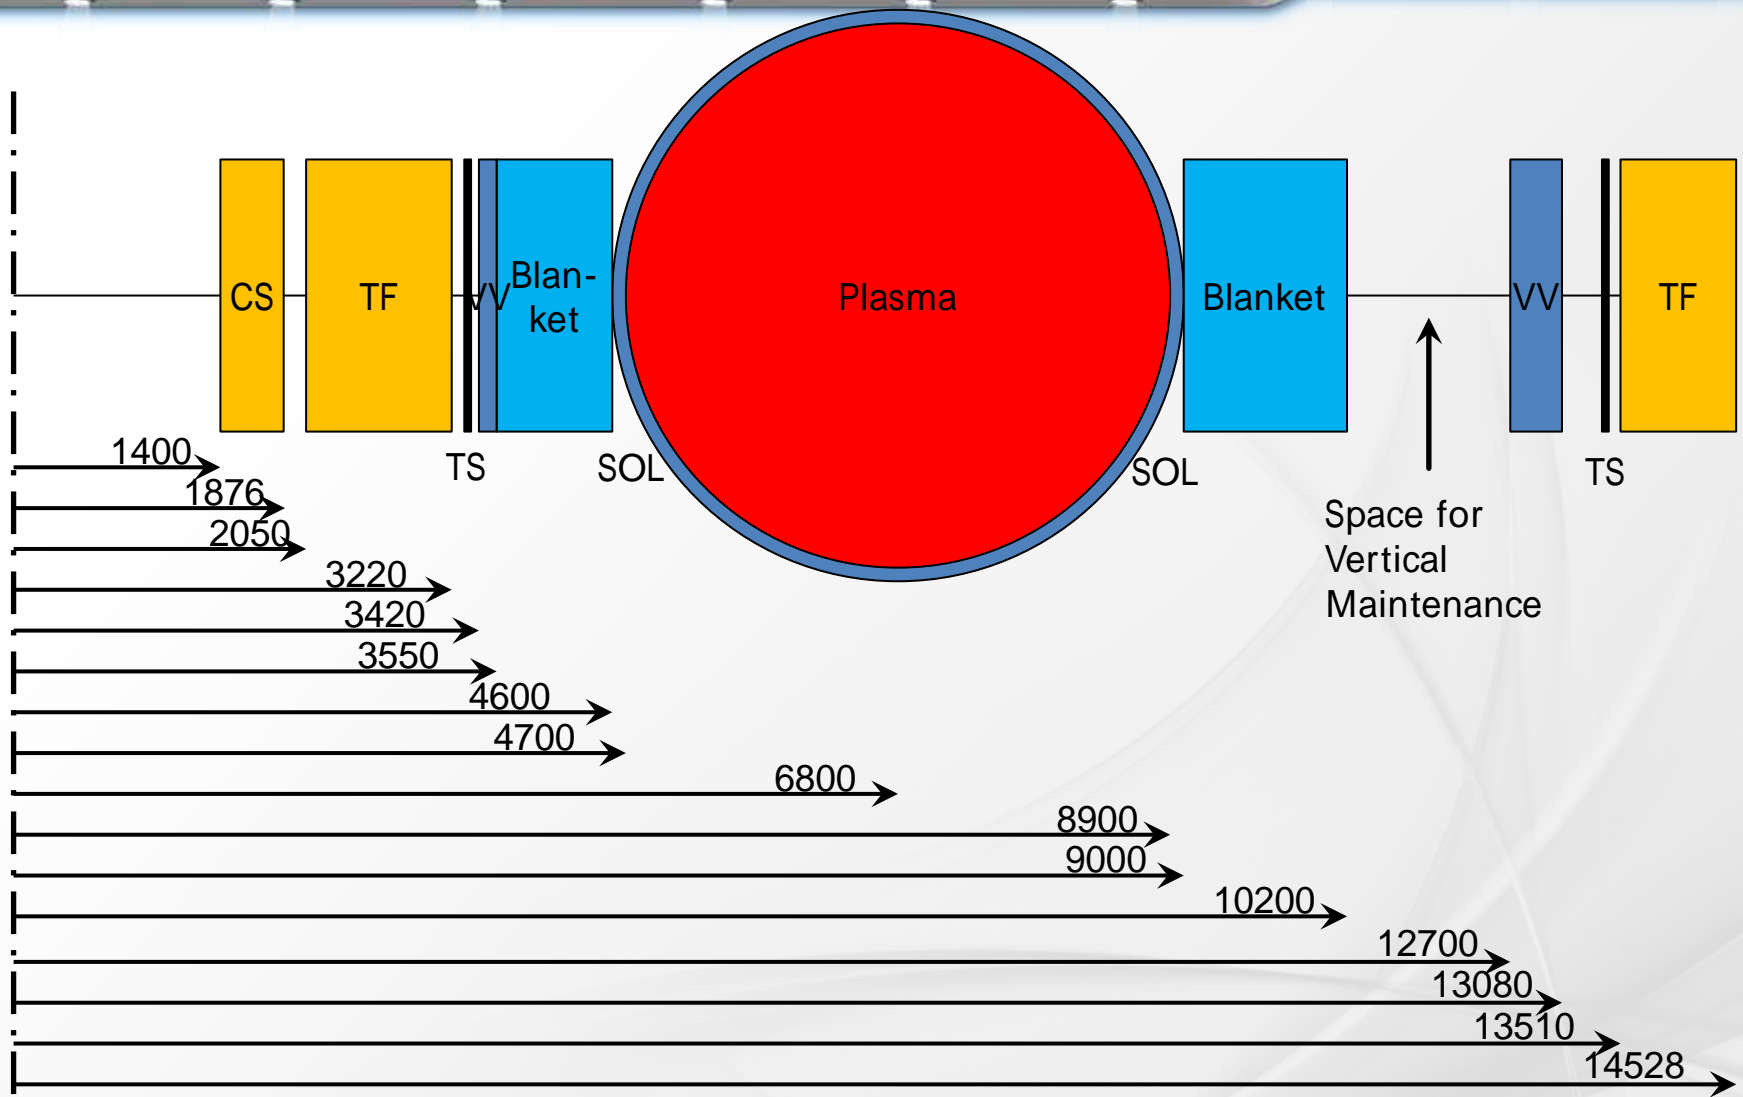 CS
TF
VV
Blan-
ket
Plasma
Blanket
VV
TF
TS
SOL
SOL
TS
Space for
Vertical
Maintenance
1400
1876
2050
3220
3420
3550
4600
4700
6800
8900
9000
10200
12700
13080
13510
14528